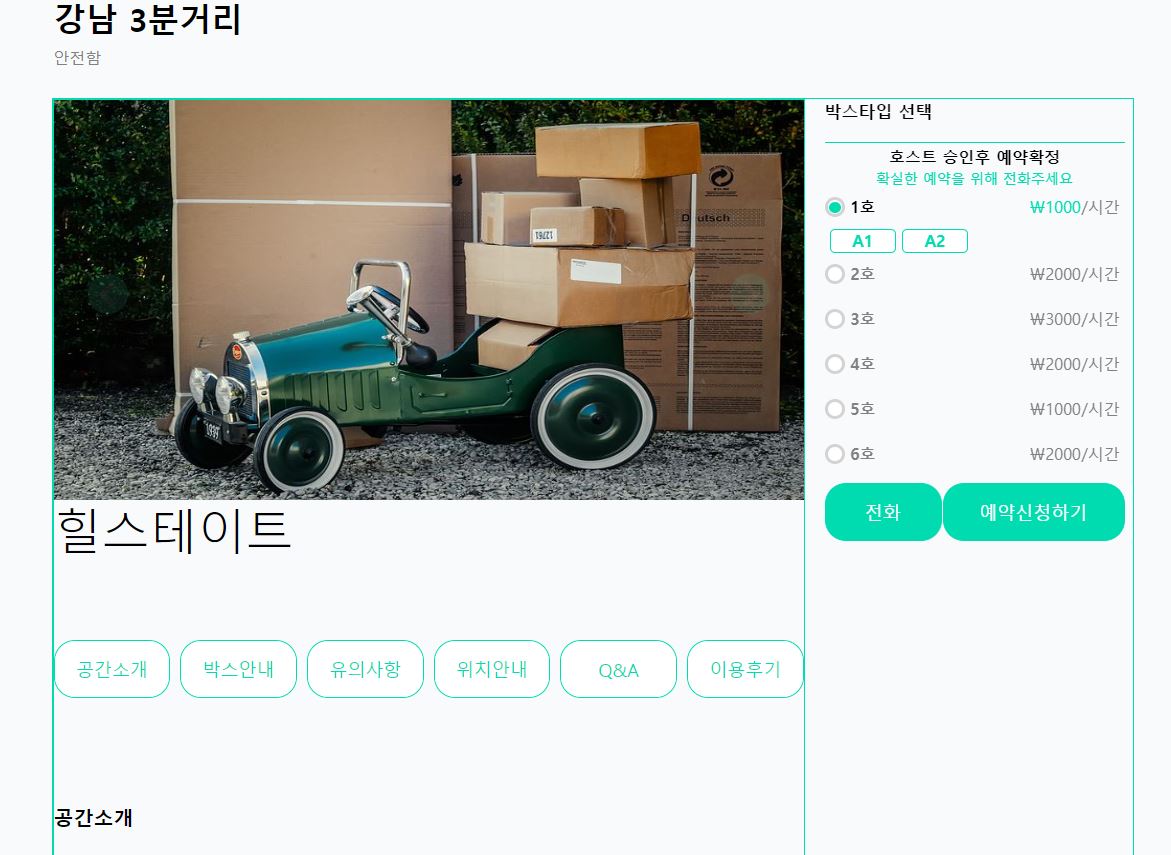 강남 3분거리
안전함
12761
Deutsch
1939
힐스테이트
공간소개 박스안내 유의사항 위치안내 Q&A 이용후기
공간소개
박스타입 선택
호스트 승인후 예약확정
확실한 예약을 위해 전화주세요
1호 ₩1000/시간
A1 A2
2호 ₩2000/시간
3호 ₩3000/시간
4호 ₩2000/시간
5호 ₩1000/시간
6호 ₩2000/시간
전화 예약신청하기